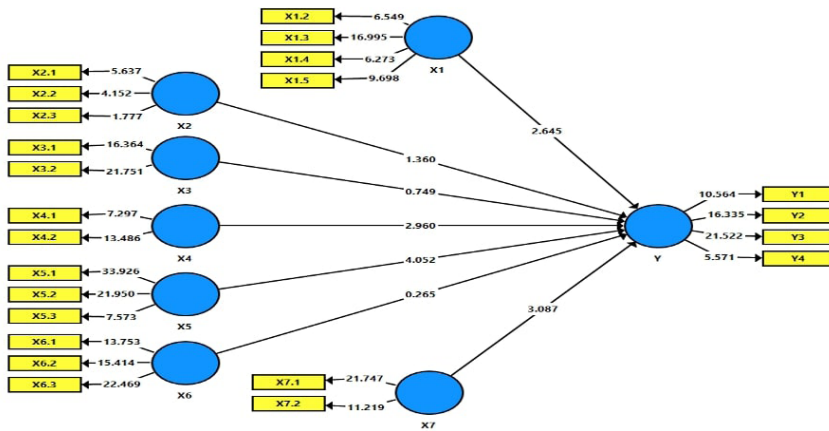 X1.2 6.549
X1.3 16.995
X1.4 6.273
X1.5 9.698
X1
2.645
X2.1 5.637
X2.2 4.152
X2.3 1.777
X2
1.360
X3.1 16.364
X3.2 21.751
X3
0.749
X4.1 7.297
X4.2 13.486
X4
2.960
X5.1 33.926
X5.2 21.950
X5.3 7.573
X5
4.052
X6.1 13.753
X6.2 15.414
X6.3 22.469
X6
0.265
X7.1 21.747
X7.2 11.219
X7
3.087
10.564 Y1
16.335 Y2
21.522 Y3
5.571 Y4
Y